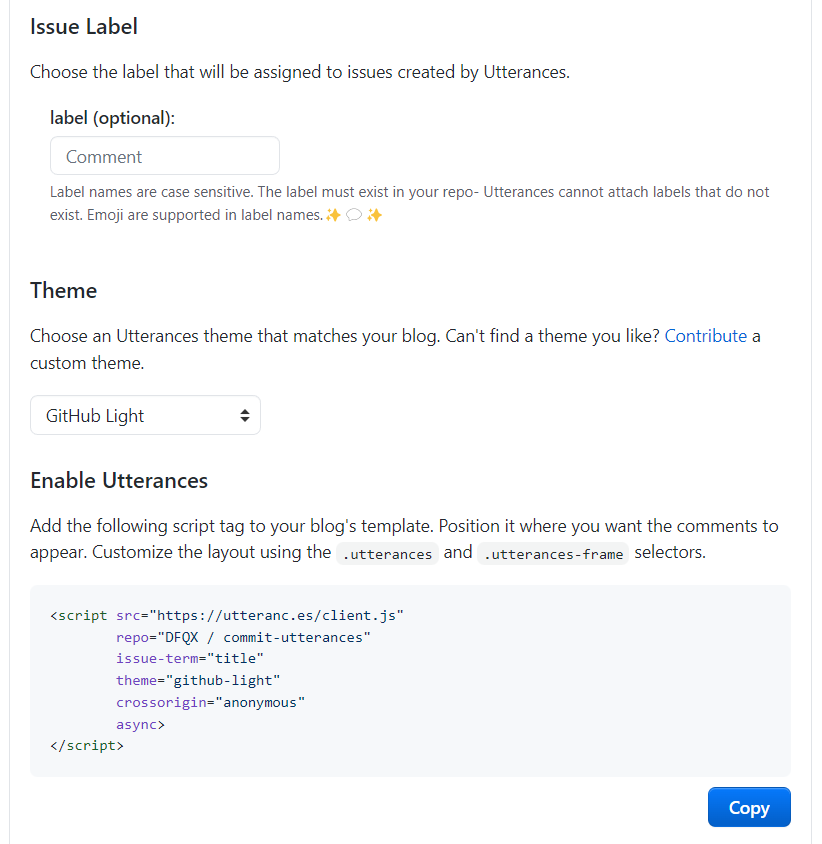 Issue Label
Choose the label that will be assigned to issues created by Utterances.
label (optional):
Comment
Label names are case sensitive. The label must exist in your repo- Utterances cannot attach labels that do not
exist. Emoji are supported in label names.✨💬✨
Theme
Choose an Utterances theme that matches your blog. Can't find a theme you like? Contribute a
custom theme.
GitHub Light
Enable Utterances
Add the following script tag to your blog's template. Position it where you want the comments to
appear. Customize the layout using the .utterances and .utterances-frame selectors.
<script src="https://utteranc.es/client.js"
        repo="DFQX / commit-utterances"
        issue-term="title"
        theme="github-light"
        crossorigin="anonymous"
        async>
</script>
Copy